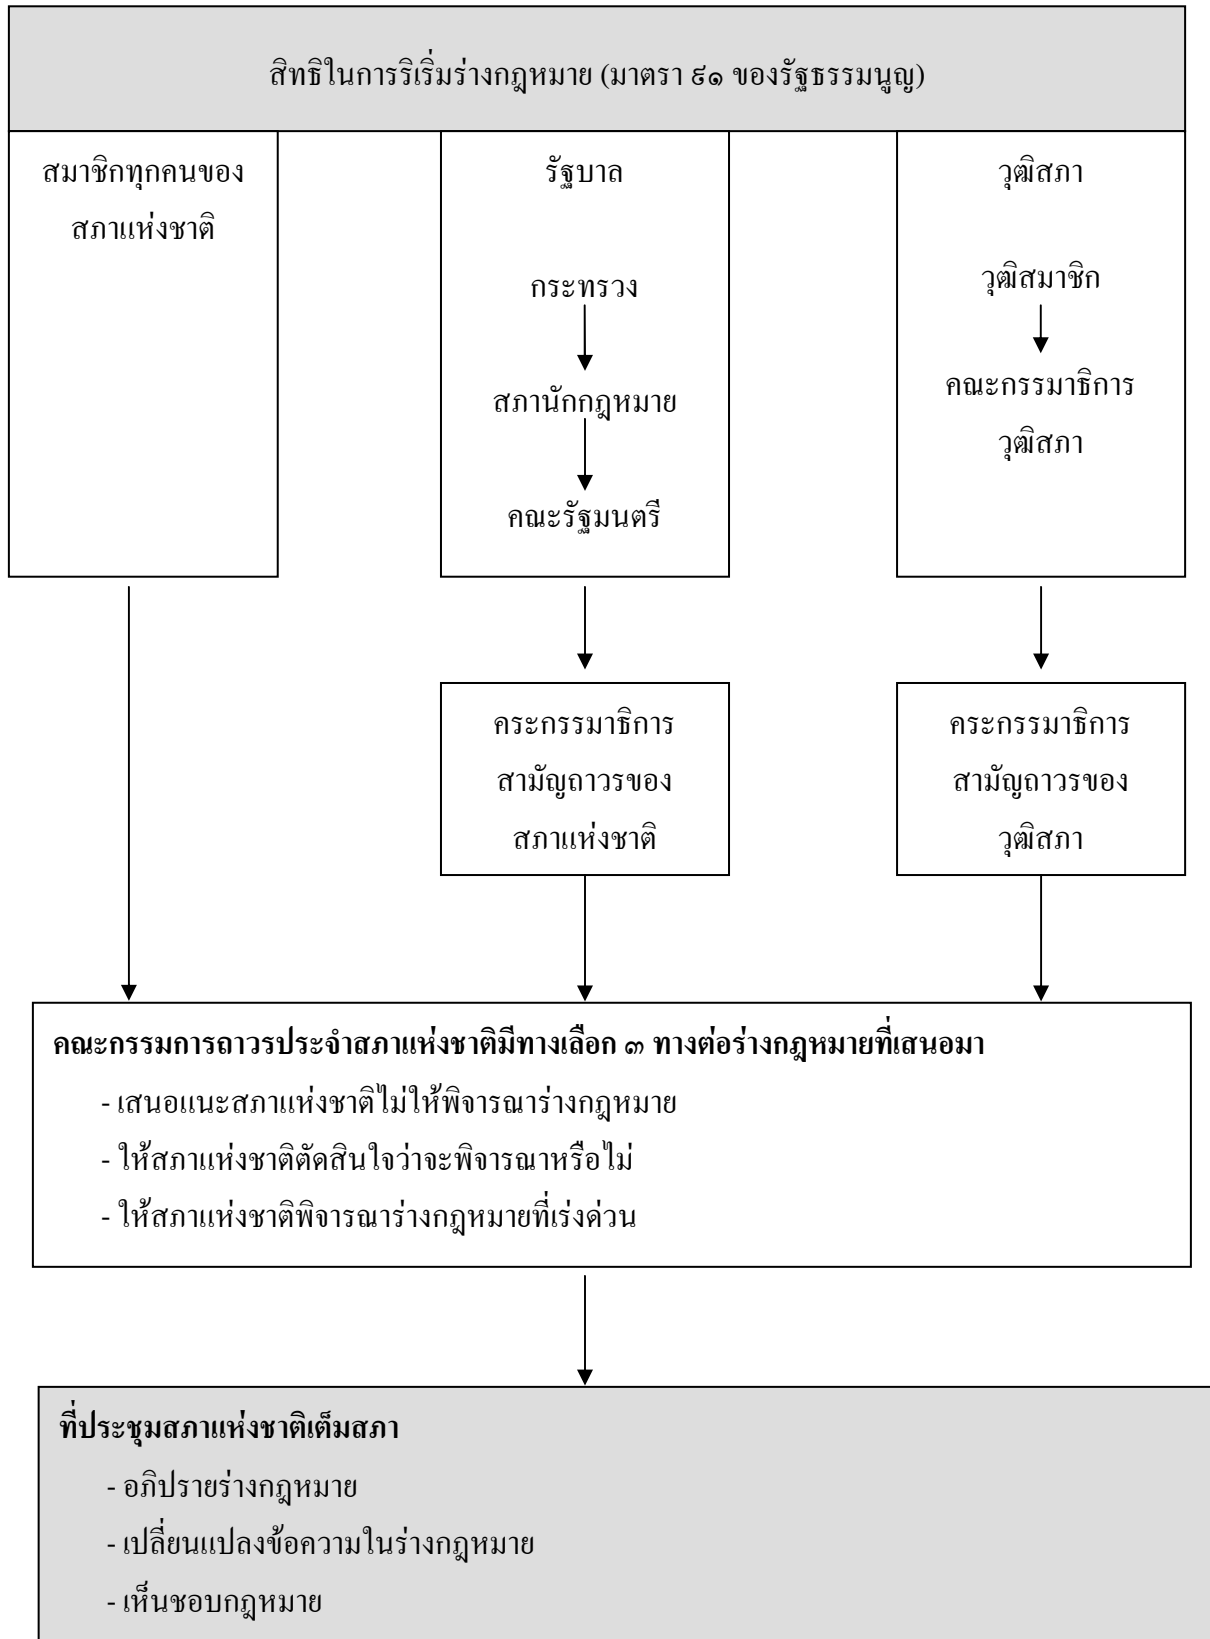 สิทธิในการริเริ่มร่างกฎหมาย (มาตรา ๙๑ ของรัฐธรรมนูญ)
สมาชิกทุกคนของ
สภาแห่งชาติ
รัฐบาล
กระทรวง
สภานักกฎหมาย
คณะรัฐมนตรี
วุฒิสภา
วุฒิสมาชิก
คณะกรรมาธิการ
วุฒิสภา
คระกรรมาธิการ
สามัญถาวรของ
สภาแห่งชาติ
คระกรรมาธิการ
สามัญถาวรของ
วุฒิสภา
คณะกรรมการถาวรประจำสภาแห่งชาติมีทางเลือก ๓ ทางต่อร่างกฎหมายที่เสนอมา
- เสนอแนะสภาแห่งชาติไม่ให้พิจารณาร่างกฎหมาย
- ให้สภาแห่งชาติตัดสินใจว่าจะพิจารณาหรือไม่
- ให้สภาแห่งชาติพิจารณาร่างกฎหมายที่เร่งด่วน
ที่ประชุมสภาแห่งชาติเต็มสภา
- อภิปรายร่างกฎหมาย
- เปลี่ยนแปลงข้อความในร่างกฎหมาย
- เห็นชอบกฎหมาย